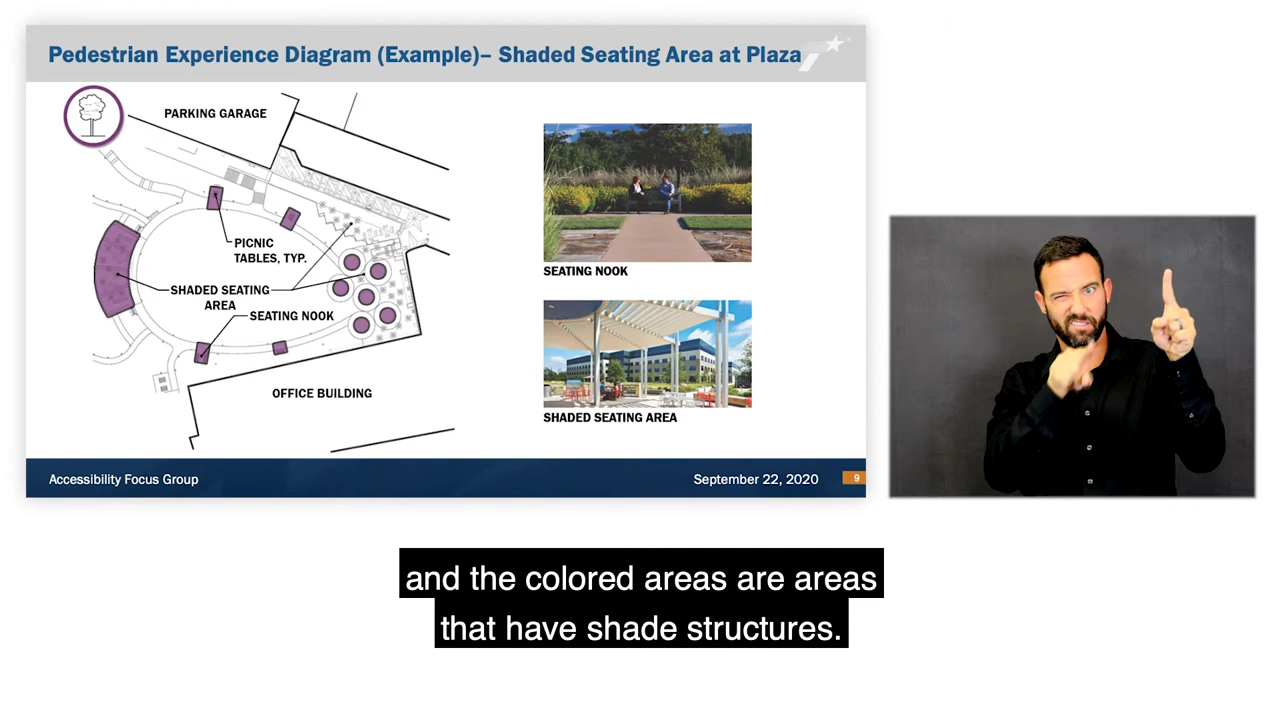 Pedestrian Experience Diagram (Example)– Shaded Seating Area at Plaza
PARKING GARAGE
PICNIC
TABLES, TYP.
SHADED SEATING
AREA
SEATING NOOK
OFFICE BUILDING
SEATING NOOK
SHADED SEATING AREA
Accessibility Focus Group
September 22, 2020
9
and the colored areas are areas
that have shade structures.